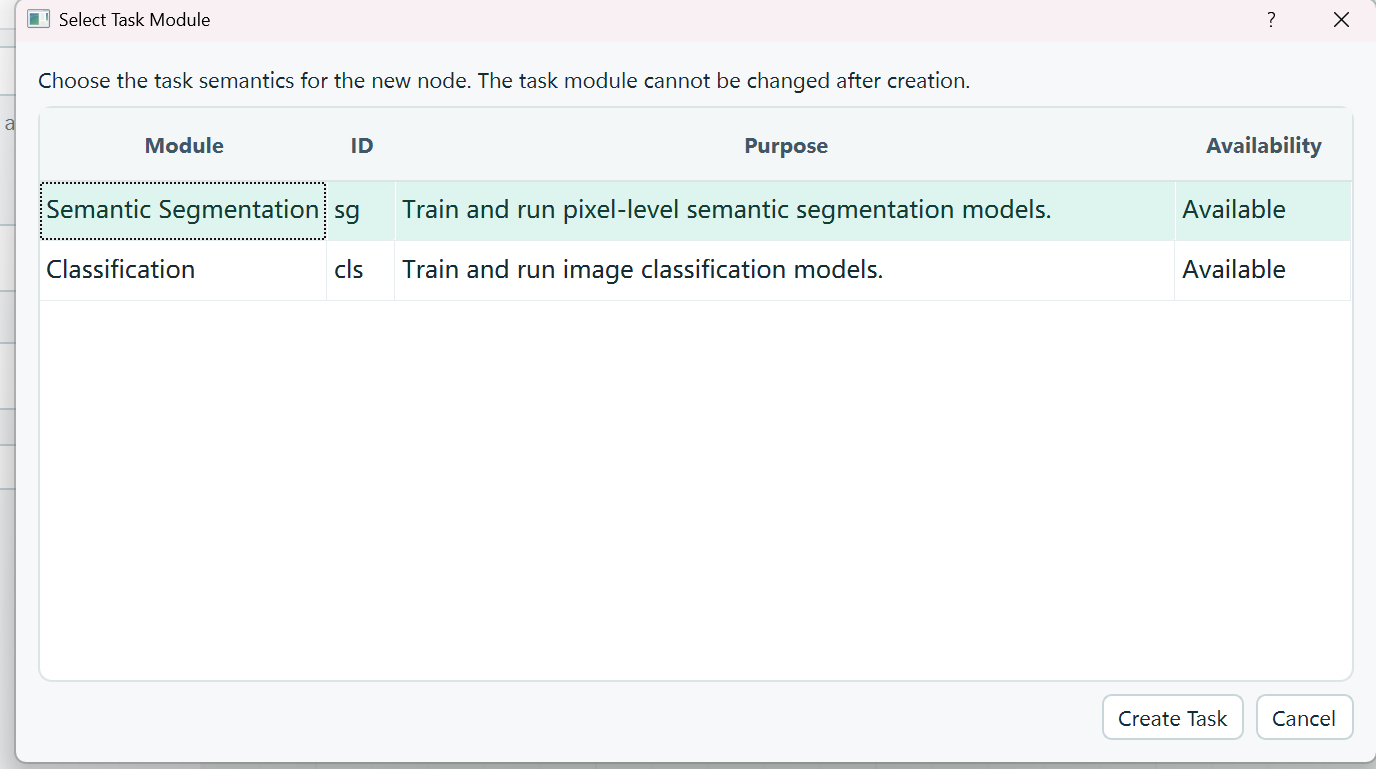 Select Task Module ?
Choose the task semantics for the new node. The task module cannot be changed after creation.
a
Module ID Purpose Availability
Semantic Segmentation sg Train and run pixel-level semantic segmentation models. Available
Classification cls Train and run image classification models. Available
Create Task Cancel